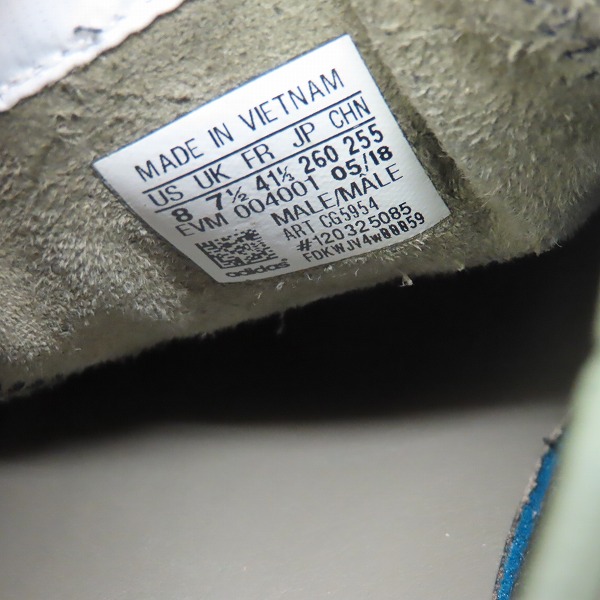 MADE IN VIETNAM
US UK FR JP CHN
8 7½ 41⅓ 260 255
EVM 004001 05/18
MALE/MÂLE
ART CG5954
#120325085
FDKWJV4W00059
adidas